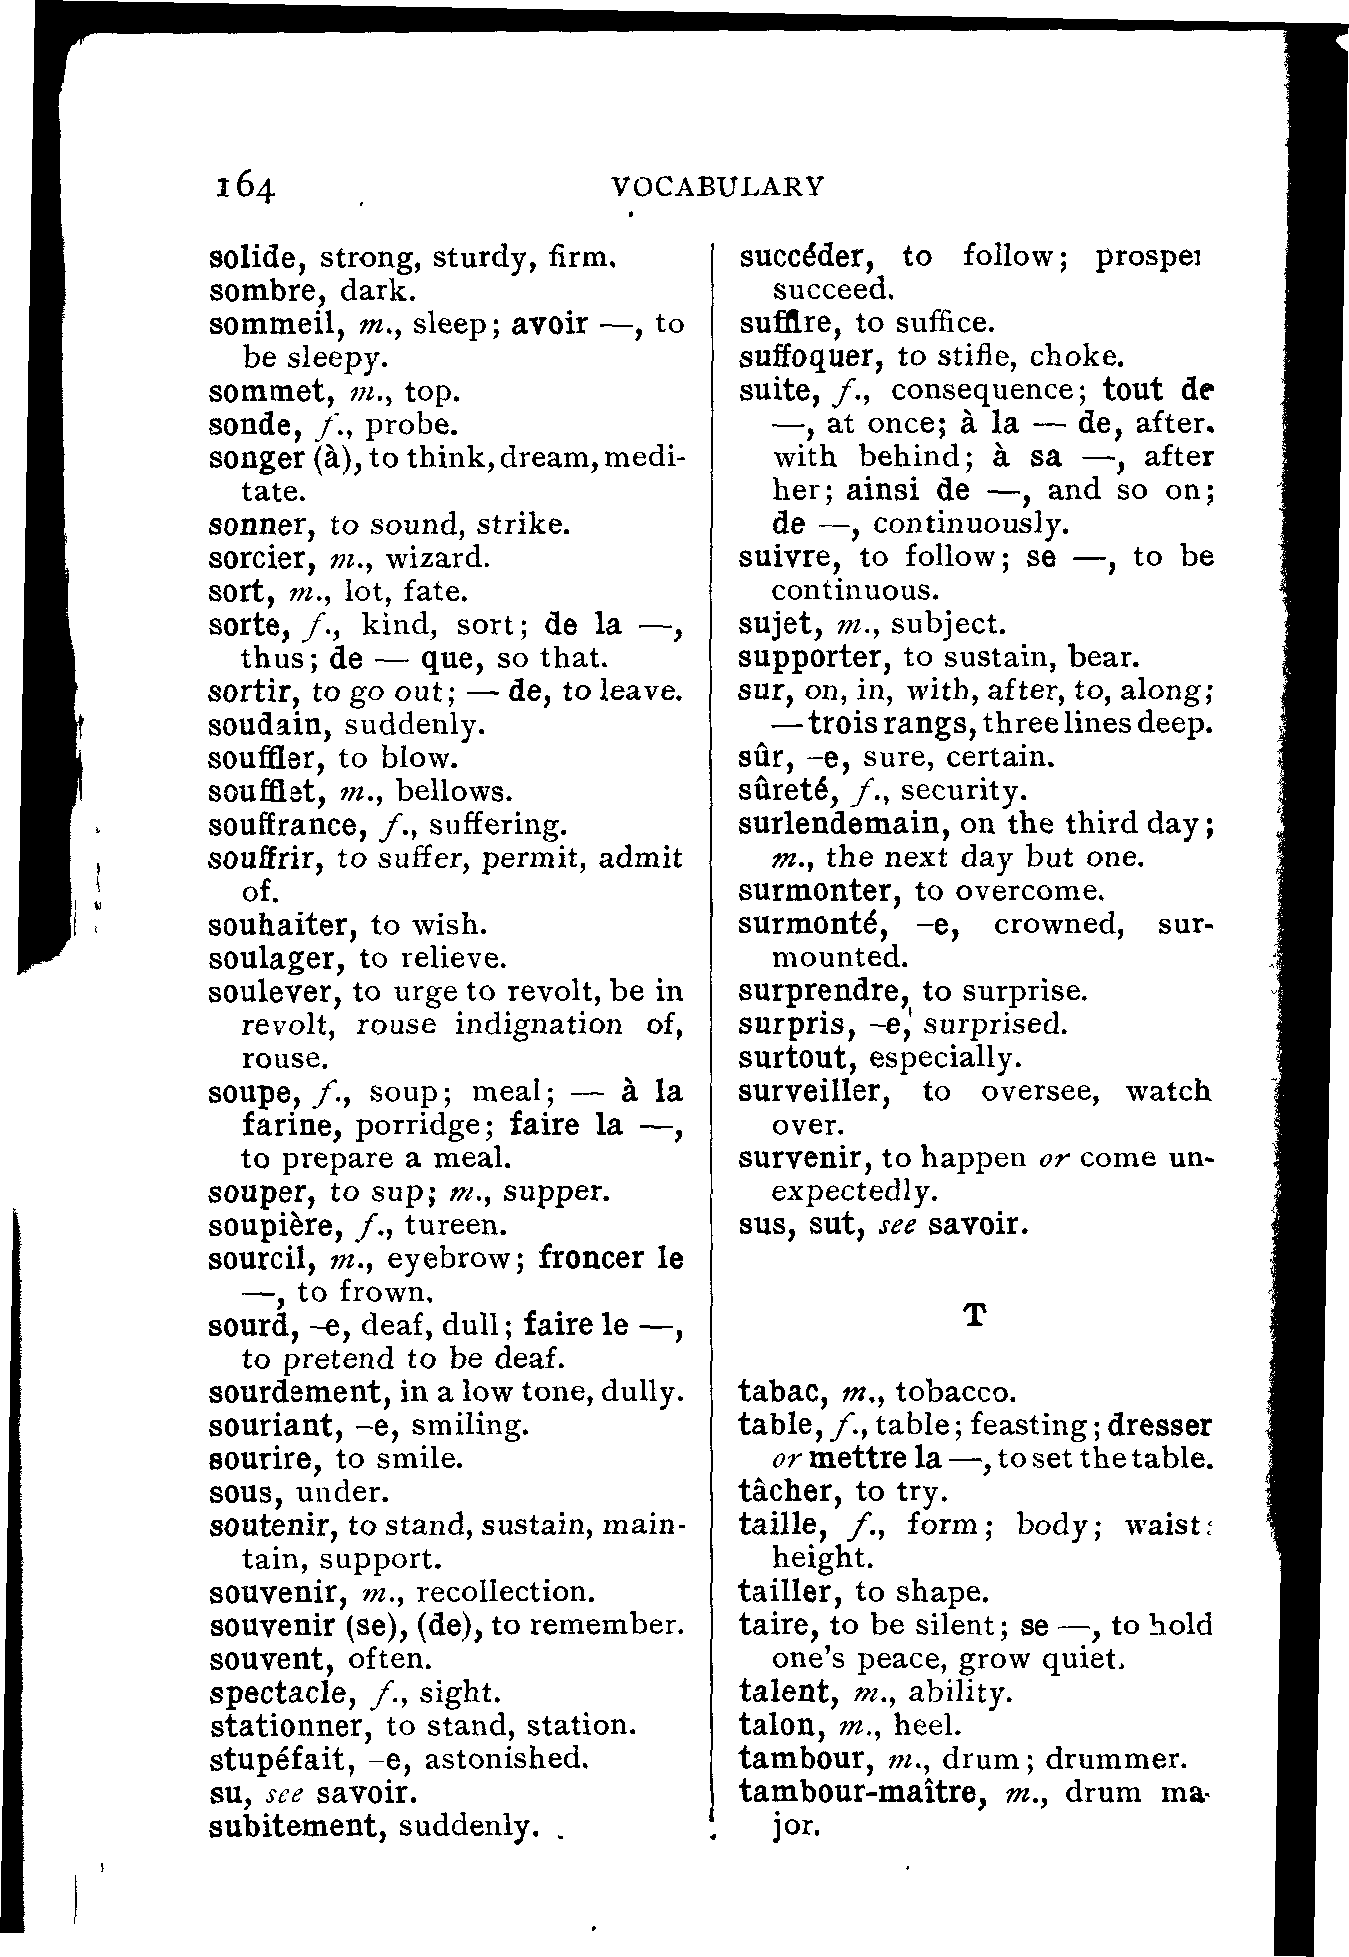 164
VOCABULARY
solide, strong, sturdy, firm.
sombre, dark.
sommeil, m., sleep; avoir —, to
be sleepy.
sommet, m., top.
sonde, f., probe.
songer (à), to think, dream, medi-
tate.
sonner, to sound, strike.
sorcier, m., wizard.
sort, m., lot, fate.
sorte, f., kind, sort; de la —,
thus; de — que, so that.
sortir, to go out; — de, to leave.
soudain, suddenly.
souffler, to blow.
soufflet, m., bellows.
souffrance, f., suffering.
souffrir, to suffer, permit, admit
of.
souhaiter, to wish.
soulager, to relieve.
soulever, to urge to revolt, be in
revolt, rouse indignation of,
rouse.
soupe, f., soup; meal; — à la
farine, porridge; faire la —,
to prepare a meal.
souper, to sup; m., supper.
soupière, f., tureen.
sourcil, m., eyebrow; froncer le
—, to frown.
sourd, -e, deaf, dull; faire le —,
to pretend to be deaf.
sourdement, in a low tone, dully.
souriant, -e, smiling.
sourire, to smile.
sous, under.
soutenir, to stand, sustain, main-
tain, support.
souvenir, m., recollection.
souvenir (se), (de), to remember.
souvent, often.
spectacle, f., sight.
stationner, to stand, station.
stupéfait, -e, astonished.
su, see savoir.
subitement, suddenly.
succéder, to follow; prosper
succeed.
suffire, to suffice.
suffoquer, to stifle, choke.
suite, f., consequence; tout de
—, at once; à la — de, after.
with behind; à sa —, after
her; ainsi de —, and so on;
de —, continuously.
suivre, to follow; se —, to be
continuous.
sujet, m., subject.
supporter, to sustain, bear.
sur, on, in, with, after, to, along;
— trois rangs, three lines deep.
sûr, -e, sure, certain.
sûreté, f., security.
surlendemain, on the third day;
m., the next day but one.
surmonter, to overcome.
surmonté, -e, crowned, sur-
mounted.
surprendre, to surprise.
surpris, -e, surprised.
surtout, especially.
surveiller, to oversee, watch
over.
survenir, to happen or come un-
expectedly.
sus, sut, see savoir.
T
tabac, m., tobacco.
table, f., table; feasting; dresser
or mettre la —, to set the table.
tâcher, to try.
taille, f., form; body; waist;
height.
tailler, to shape.
taire, to be silent; se —, to hold
one's peace, grow quiet.
talent, m., ability.
talon, m., heel.
tambour, m., drum; drummer.
tambour-maître, m., drum ma-
jor.